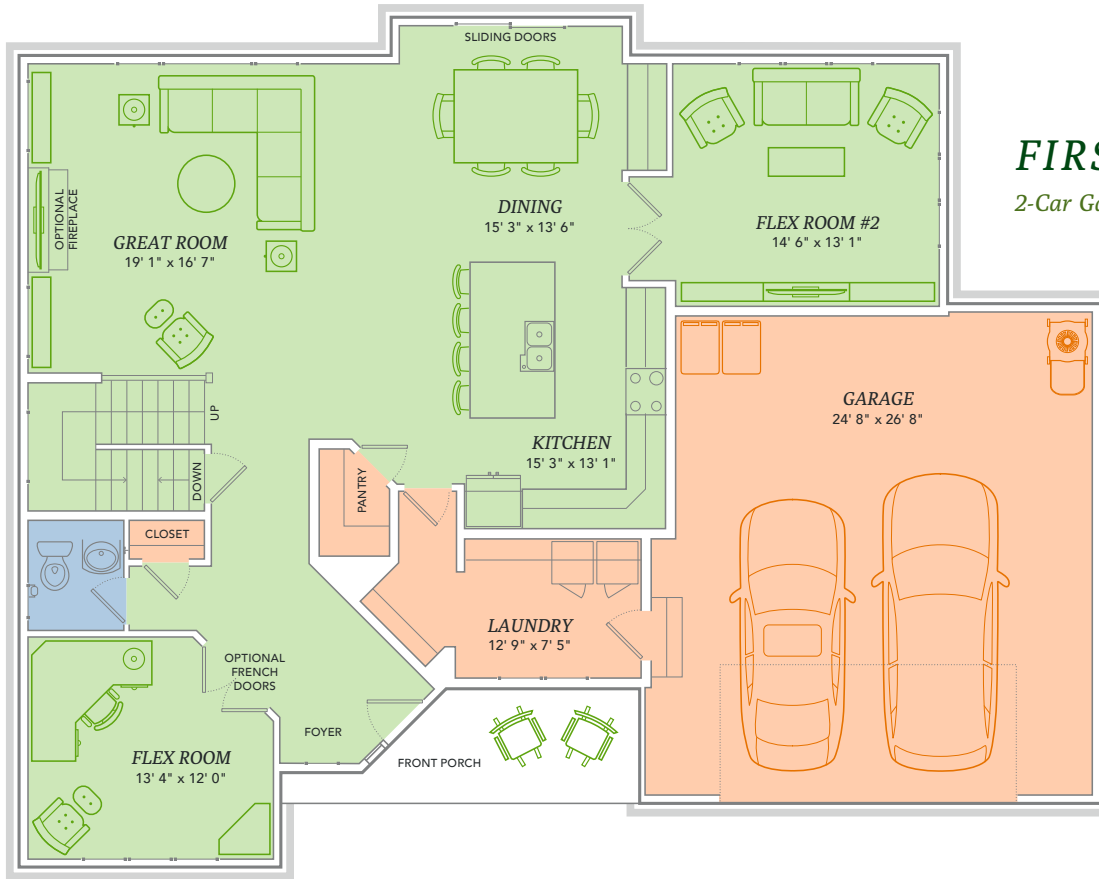 SLIDING DOORS
FIRS
2-Car Ga
OPTIONAL
FIREPLACE
GREAT ROOM
19' 1" x 16' 7"
DINING
15' 3" x 13' 6"
FLEX ROOM #2
14' 6" x 13' 1"
GARAGE
24' 8" x 26' 8"
UP
DOWN
KITCHEN
15' 3" x 13' 1"
PANTRY
CLOSET
LAUNDRY
12' 9" x 7' 5"
OPTIONAL
FRENCH
DOORS
FOYER
FRONT PORCH
FLEX ROOM
13' 4" x 12' 0"